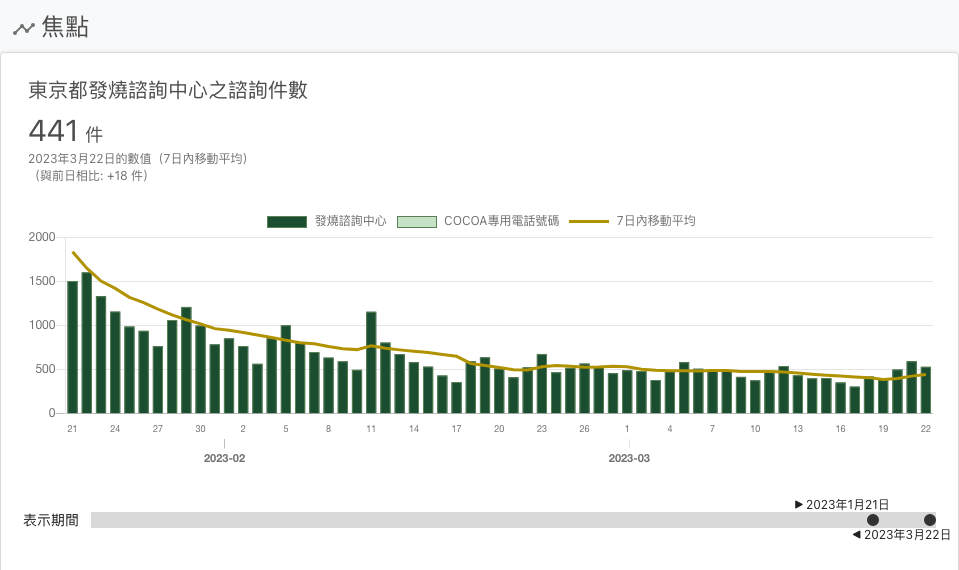 焦點
東京都發燒諮詢中心之諮詢件數
441 件
2023年3月22日的數值（7日內移動平均）
（與前日相比: +18 件）
發燒諮詢中心 COCOA專用電話號碼 7日內移動平均
2000
1500
1000
500
0
21 24 27 30 2 5 8 11 14 17 20 23 26 1 4 7 10 13 16 19 22
2023-02 2023-03
▶ 2023年1月21日
表示期間
◀ 2023年3月22日